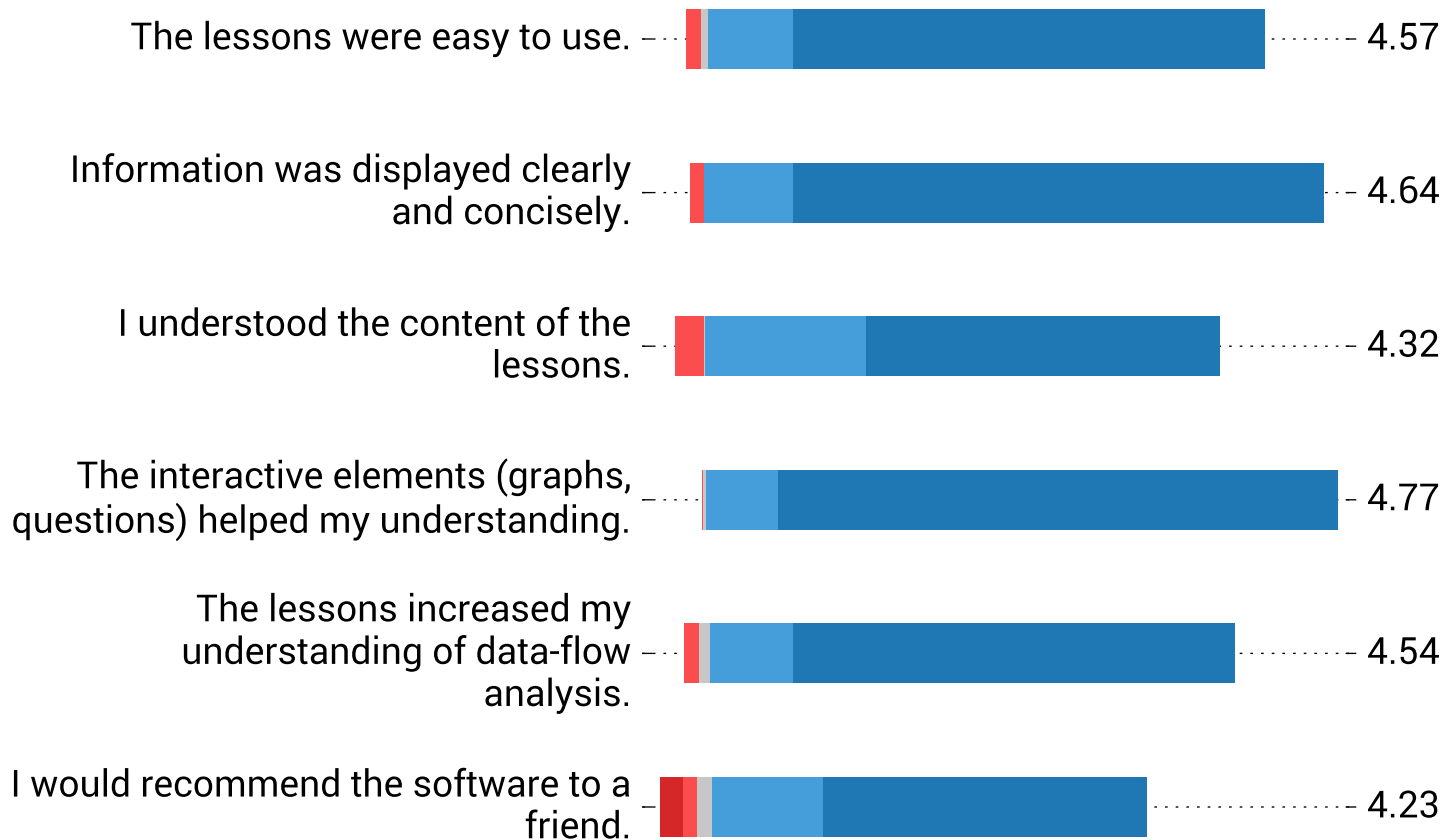 The lessons were easy to use.
4.57
Information was displayed clearly
and concisely.
4.64
I understood the content of the
lessons.
4.32
The interactive elements (graphs,
questions) helped my understanding.
4.77
The lessons increased my
understanding of data-flow
analysis.
4.54
I would recommend the software to a
friend.
4.23